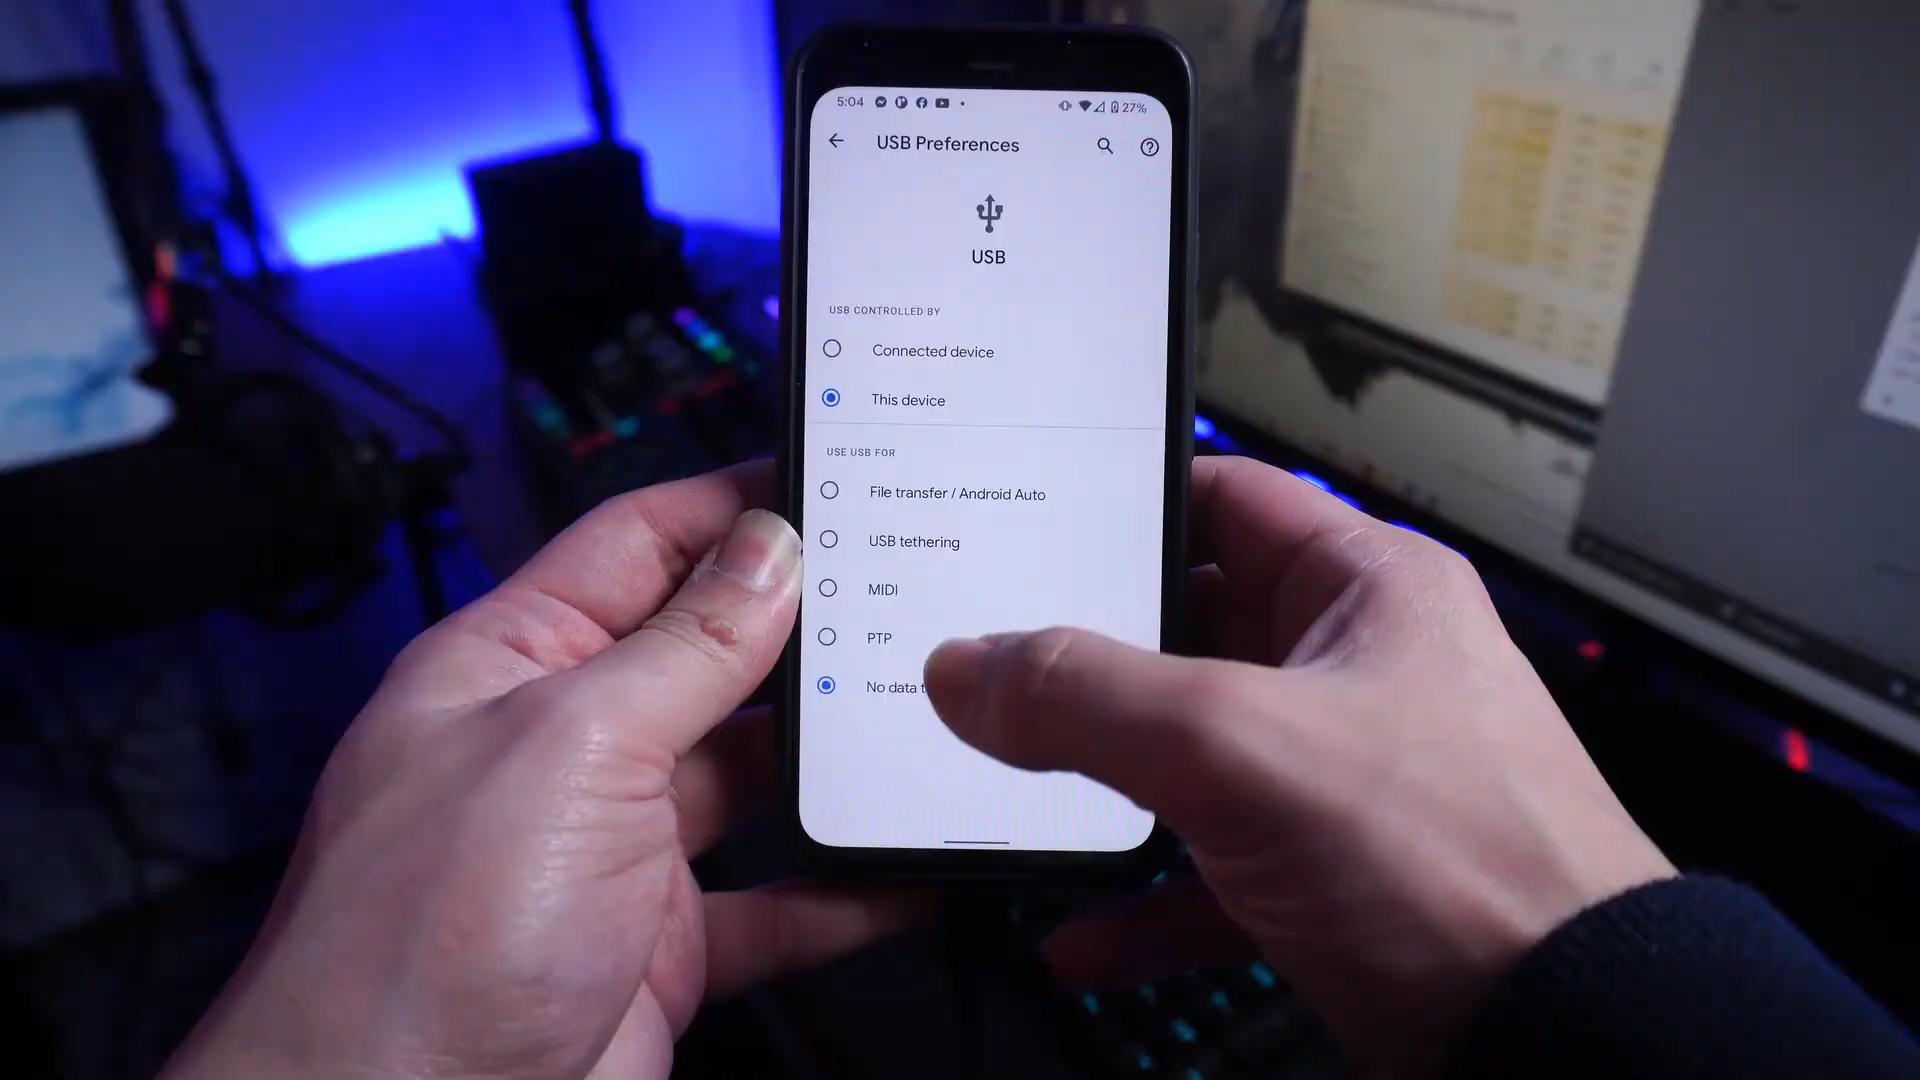 5:04 27%
USB Preferences
USB
USB CONTROLLED BY
Connected device
This device
USE USB FOR
File transfer / Android Auto
USB tethering
MIDI
PTP
No data t